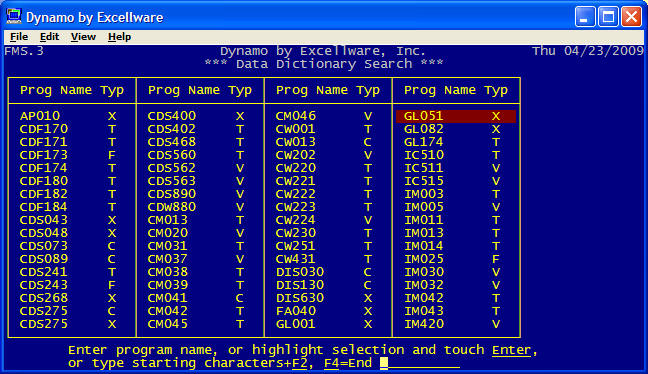 Dynamo by Excellware
File Edit View Help
FMS.3 Dynamo by Excellware, Inc. Thu 04/23/2009
*** Data Dictionary Search ***
Prog Name Typ Prog Name Typ Prog Name Typ Prog Name Typ
AP010 X CDS400 X CM046 V GL051 X
CDF170 T CDS402 T CW001 T GL082 X
CDF171 T CDS468 T CW013 C GL174 T
CDF173 F CDS560 T CW202 V IC510 T
CDF174 T CDS562 V CW220 T IC511 V
CDF180 T CDS563 V CW221 T IC515 V
CDF182 T CDS890 V CW222 T IM003 T
CDF184 T CDW880 V CW223 T IM005 V
CDS043 X CM013 T CW224 V IM011 T
CDS048 X CM020 V CW230 T IM013 T
CDS073 C CM031 T CW251 T IM014 T
CDS089 C CM037 V CW431 T IM025 F
CDS241 T CM038 T DIS030 C IM030 V
CDS243 F CM039 T DIS130 C IM032 V
CDS268 X CM041 C DIS630 X IM042 T
CDS275 C CM042 T FA040 X IM043 T
CDS275 X CM045 T GL001 X IM420 V
Enter program name, or highlight selection and touch Enter,
or type starting characters+F2, F4=End